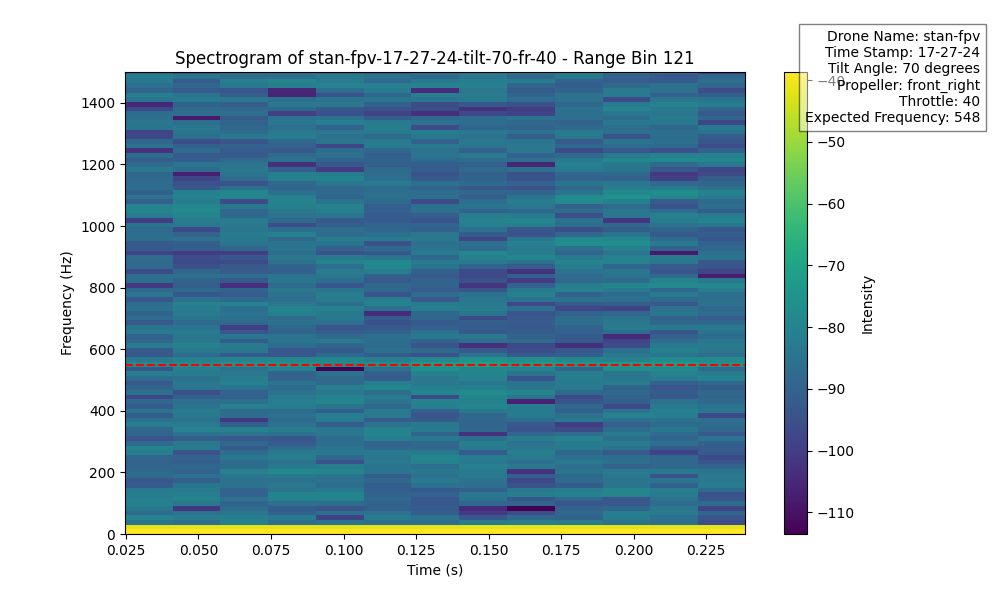 Spectrogram of stan-fpv-17-27-24-tilt-70-fr-40 - Range Bin 121
Drone Name: stan-fpv
Time Stamp: 17-27-24
Tilt Angle: 70 degrees
Propeller: front_right
Throttle: 40
Expected Frequency: 548
Frequency (Hz)
1400
1200
1000
800
600
400
200
0
0.025
0.050
0.075
0.100
0.125
0.150
0.175
0.200
0.225
Time (s)
−40
−50
−60
−70
−80
−90
−100
−110
Intensity